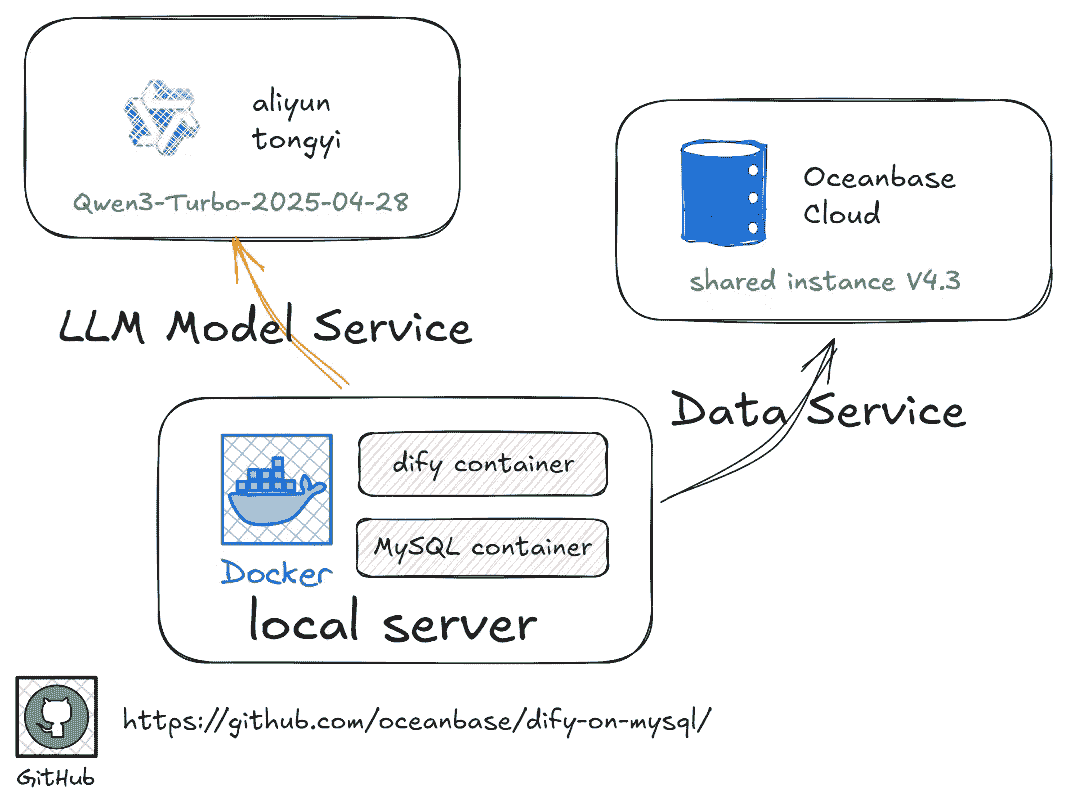 aliyun
tongyi
Qwen3-Turbo-2025-04-28
Oceanbase
Cloud
shared instance V4.3
LLM Model Service
Data Service
dify container
MySQL container
Docker
local server
https://github.com/oceanbase/dify-on-mysql/
GitHub